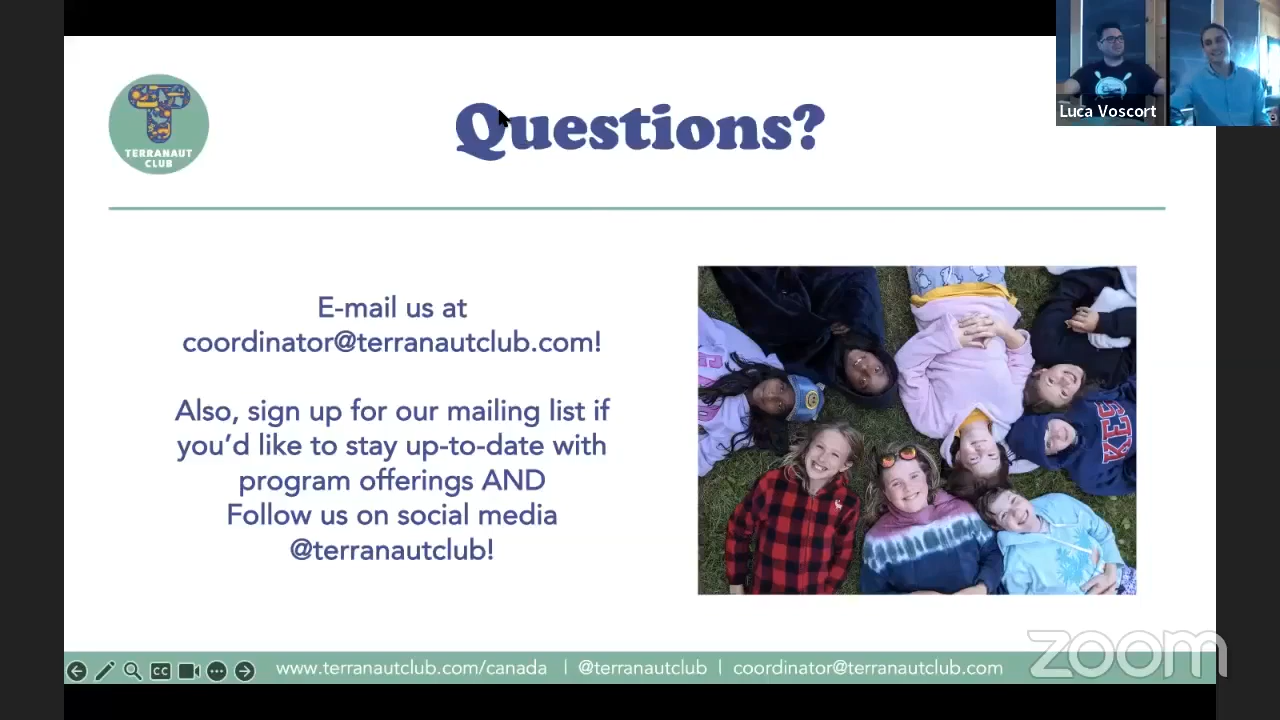 Luca Voscort
TERRANAUT
CLUB
Questions?
E-mail us at
coordinator@terranautclub.com!
Also, sign up for our mailing list if
you’d like to stay up-to-date with
program offerings AND
Follow us on social media
@terranautclub!
KES
CC
www.terranautclub.com/canada | @terranautclub | coordinator@terranautclub.com
zoom